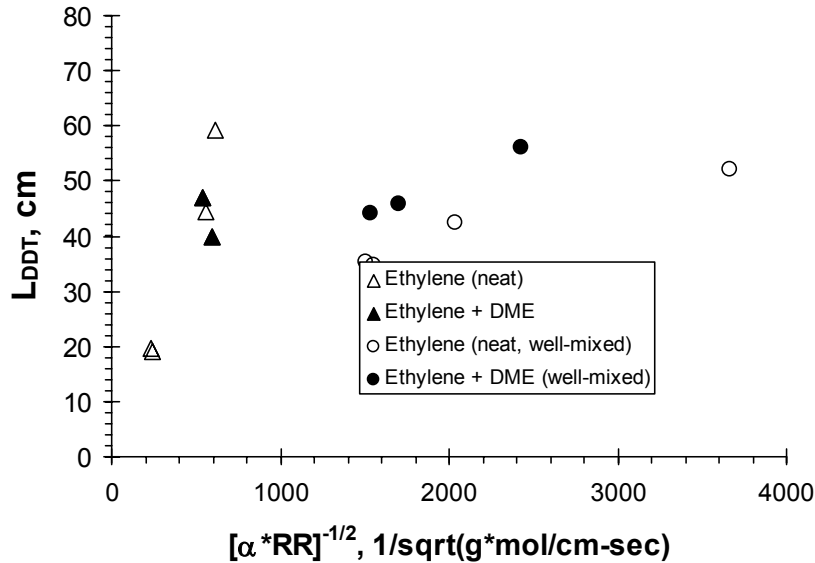 80
70
60
50
40
30
20
10
0
L_DDT, cm
Ethylene (neat)
Ethylene + DME
Ethylene (neat, well-mixed)
Ethylene + DME (well-mixed)
0 1000 2000 3000 4000
[α*RR]^-1/2, 1/sqrt(g*mol/cm-sec)